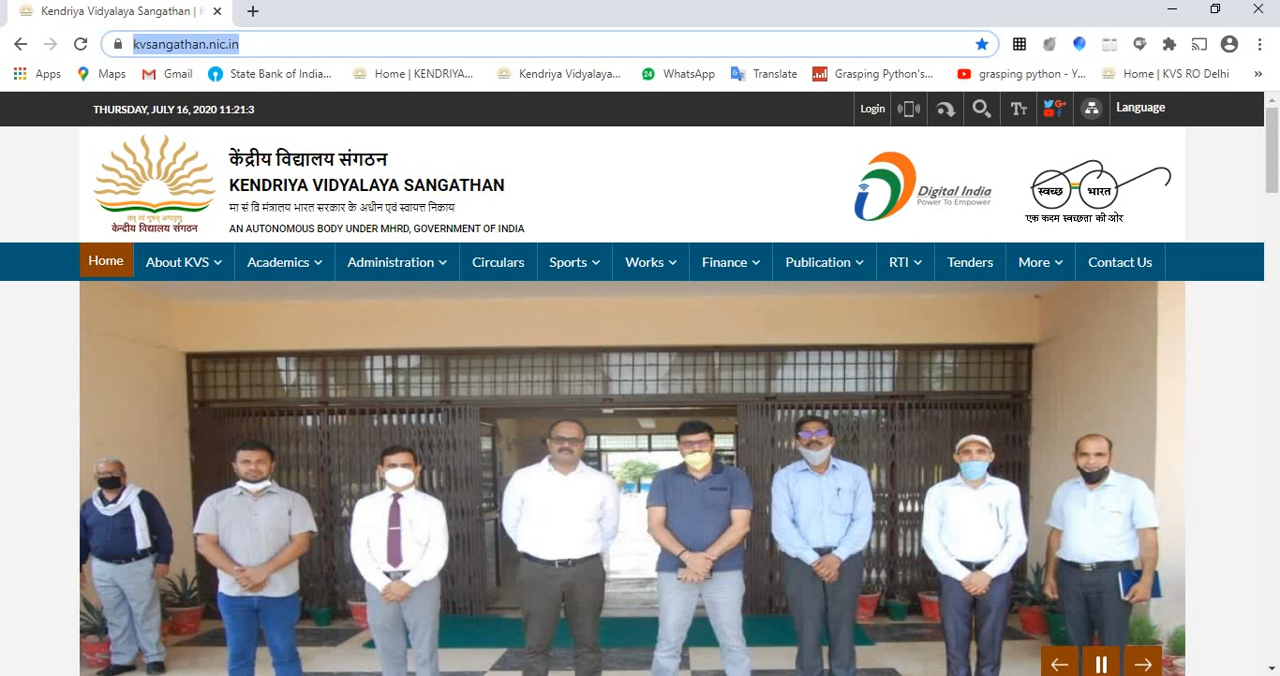 Kendriya Vidyalaya Sangathan |
kvsangathan.nic.in
Apps Maps Gmail State Bank of India... Home | KENDRIYA... Kendriya Vidyalaya... WhatsApp Translate Grasping Python's... grasping python - Y... Home | KVS RO Delhi »
THURSDAY, JULY 16, 2020 11:21:3 Login Language
केंद्रीय विद्यालय संगठन
KENDRIYA VIDYALAYA SANGATHAN
मा सं वि मंत्रालय भारत सरकार के अधीन एवं स्वायत्त निकाय
AN AUTONOMOUS BODY UNDER MHRD, GOVERNMENT OF INDIA
तत् त्वं पूषन् अपावृणु
केन्द्रीय विद्यालय संगठन
Digital India
Power To Empower
स्वच्छ भारत
एक कदम स्वच्छता की ओर
Home About KVS Academics Administration Circulars Sports Works Finance Publication RTI Tenders More Contact Us